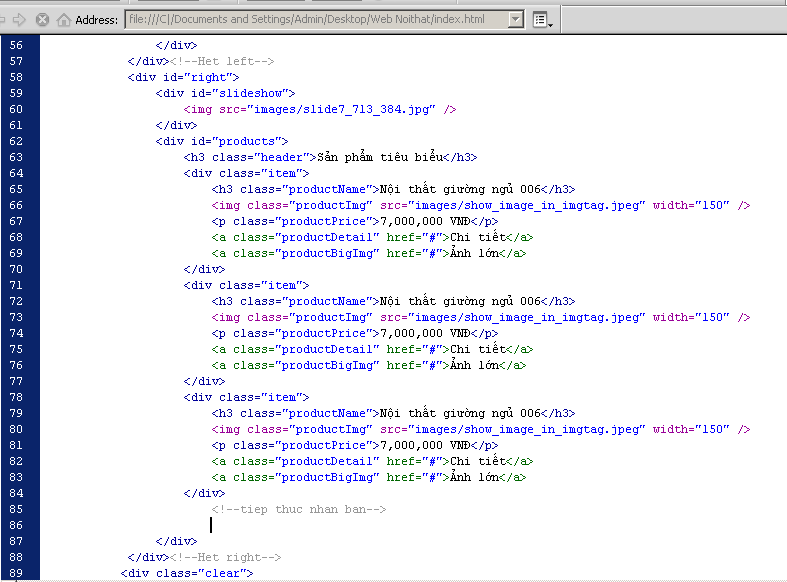 Address: file:///C|/Documents and Settings/Admin/Desktop/Web Noithat/index.html
56 </div>
57 </div><!--Het left-->
58 <div id="right">
59 <div id="slideshow">
60 <img src="images/slide7_713_384.jpg" />
61 </div>
62 <div id="products">
63 <h3 class="header">Sản phẩm tiêu biểu</h3>
64 <div class="item">
65 <h3 class="productName">Nội thất giường ngủ 006</h3>
66 <img class="productImg" src="images/show_image_in_imgtag.jpeg" width="150" />
67 <p class="productPrice">7,000,000 VNĐ</p>
68 <a class="productDetail" href="#">Chi tiết</a>
69 <a class="productBigImg" href="#">Ảnh lớn</a>
70 </div>
71 <div class="item">
72 <h3 class="productName">Nội thất giường ngủ 006</h3>
73 <img class="productImg" src="images/show_image_in_imgtag.jpeg" width="150" />
74 <p class="productPrice">7,000,000 VNĐ</p>
75 <a class="productDetail" href="#">Chi tiết</a>
76 <a class="productBigImg" href="#">Ảnh lớn</a>
77 </div>
78 <div class="item">
79 <h3 class="productName">Nội thất giường ngủ 006</h3>
80 <img class="productImg" src="images/show_image_in_imgtag.jpeg" width="150" />
81 <p class="productPrice">7,000,000 VNĐ</p>
82 <a class="productDetail" href="#">Chi tiết</a>
83 <a class="productBigImg" href="#">Ảnh lớn</a>
84 </div>
85 <!--tiep thuc nhan ban-->
86
87 </div>
88 </div><!--Het right-->
89 <div class="clear">